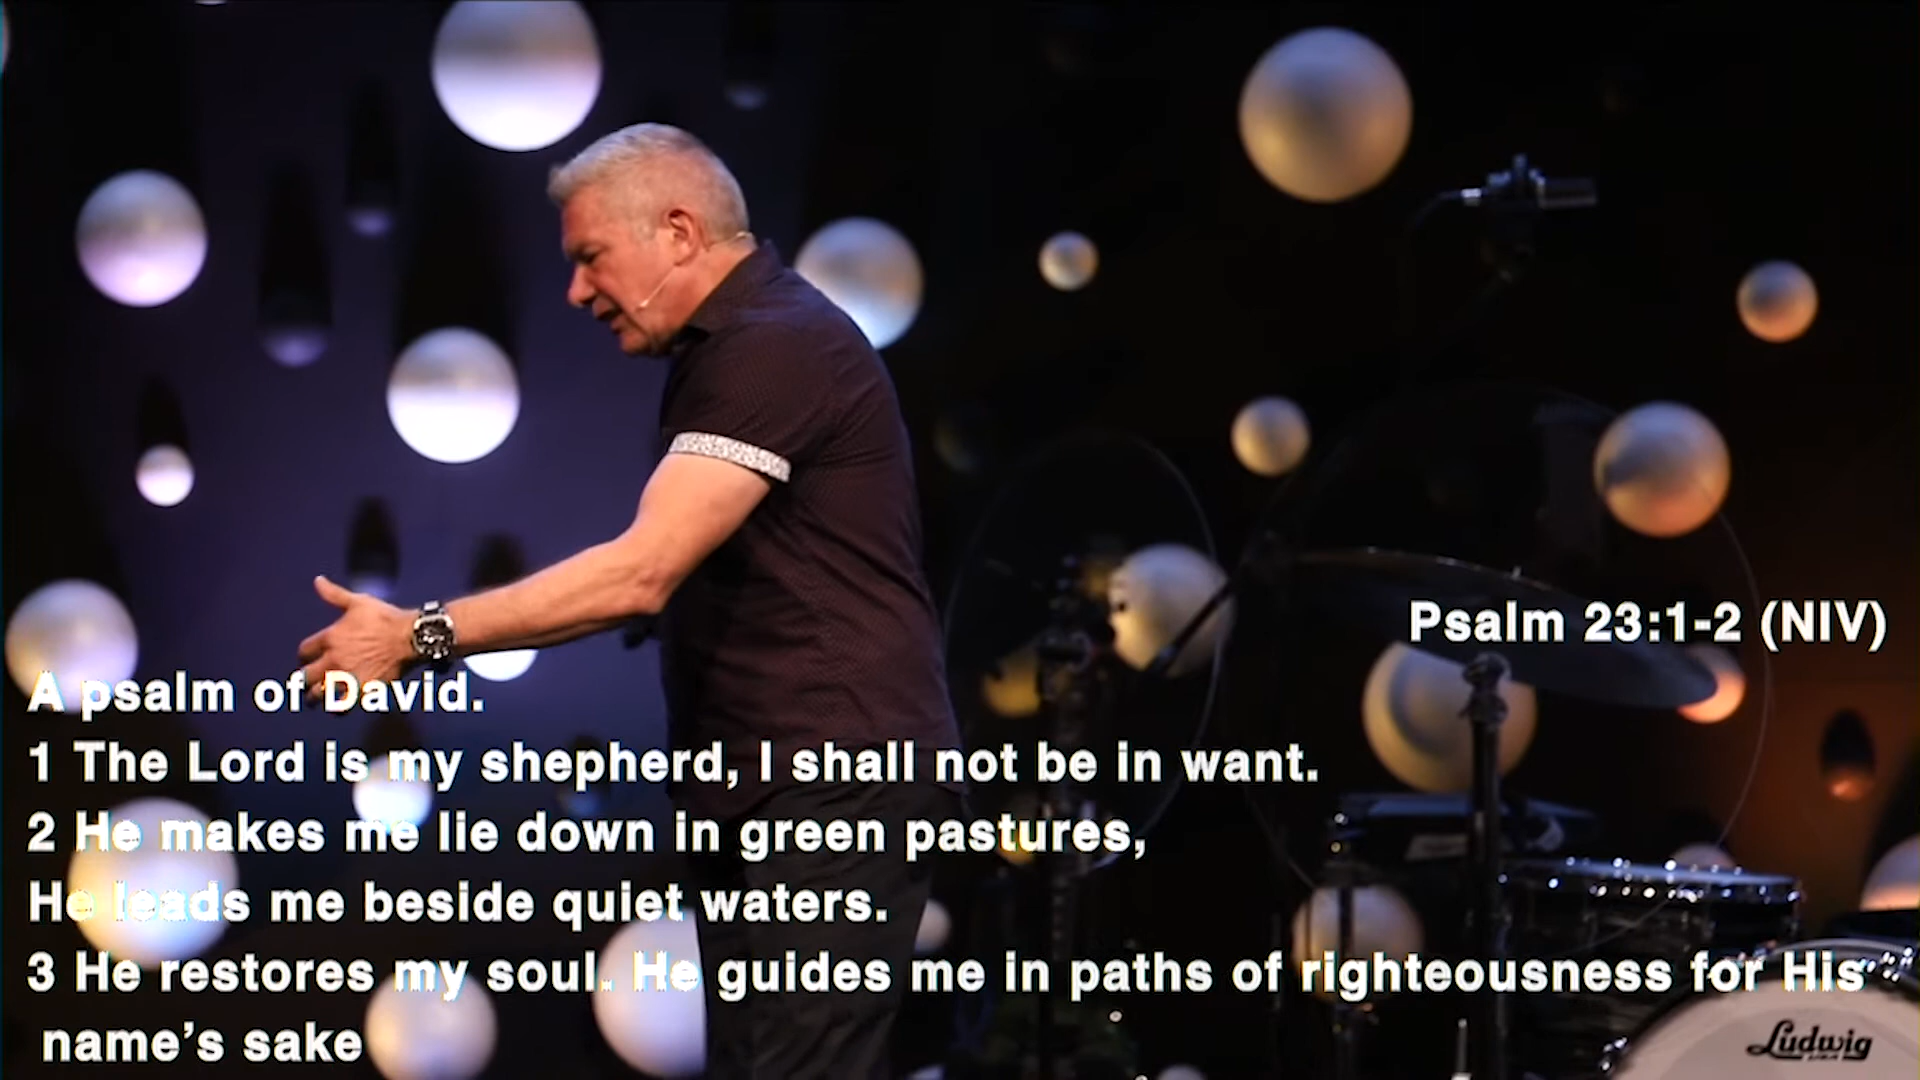 Psalm 23:1-2 (NIV)
A psalm of David.
1 The Lord is my shepherd, I shall not be in want.
2 He makes me lie down in green pastures,
He leads me beside quiet waters.
3 He restores my soul. He guides me in paths of righteousness for His
name’s sake
Ludwig